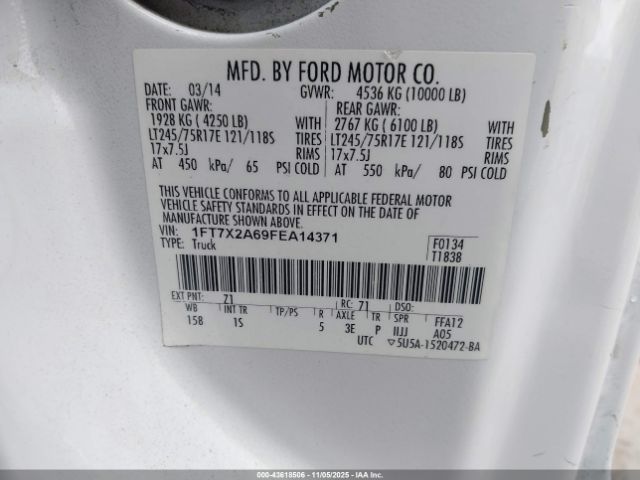 MFD. BY FORD MOTOR CO.
DATE: 03/14 GVWR: 4536 KG (10000 LB)
FRONT GAWR: REAR GAWR:
1928 KG ( 4250 LB) WITH 2767 KG ( 6100 LB) WITH
LT245/75R17E 121/118S TIRES LT245/75R17E 121/118S TIRES
17x7.5J RIMS 17x7.5J RIMS
AT 450 kPa/ 65 PSI COLD AT 550 kPa/ 80 PSI COLD
THIS VEHICLE CONFORMS TO ALL APPLICABLE FEDERAL MOTOR
VEHICLE SAFETY STANDARDS IN EFFECT ON THE DATE OF
MANUFACTURE SHOWN ABOVE.
VIN: 1FT7X2A69FEA14371 F0134
TYPE: Truck T1838
EXT PNT: Z1 RC: 71 DSO:
WB INT TR TP/PS R AXLE TR SPR FFA12
158 1S 5 3E P IIJJ A05
UTC ▽5U5A-1520472-BA
000-43618506 | 11/05/2025 | IAAI.com